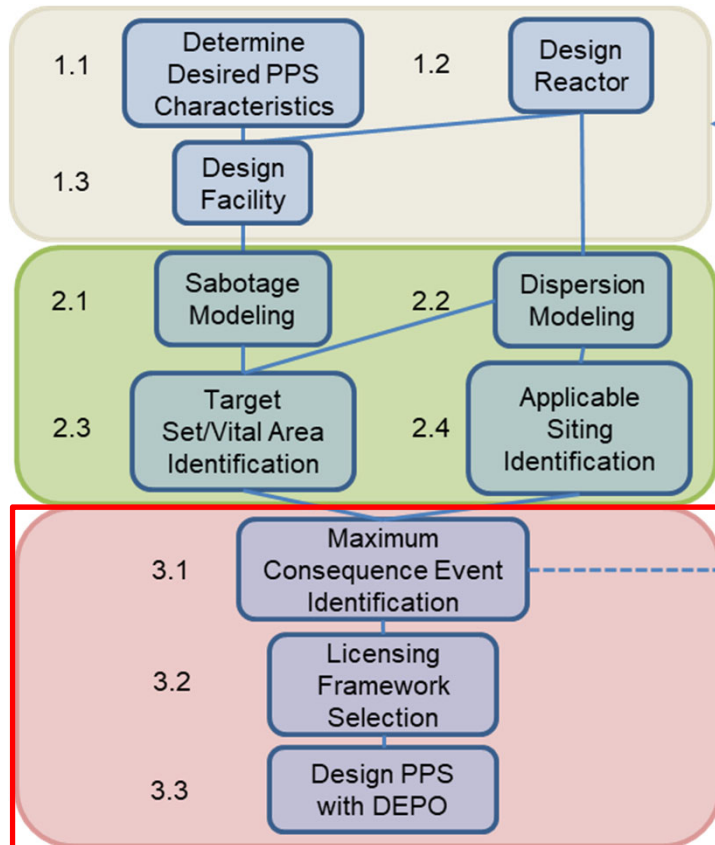 1.1
Determine
Desired PPS
Characteristics
1.2
Design
Reactor
1.3
Design
Facility
2.1
Sabotage
Modeling
2.2
Dispersion
Modeling
2.3
Target
Set/Vital Area
Identification
2.4
Applicable
Siting
Identification
3.1
Maximum
Consequence Event
Identification
3.2
Licensing
Framework
Selection
3.3
Design PPS
with DEPO